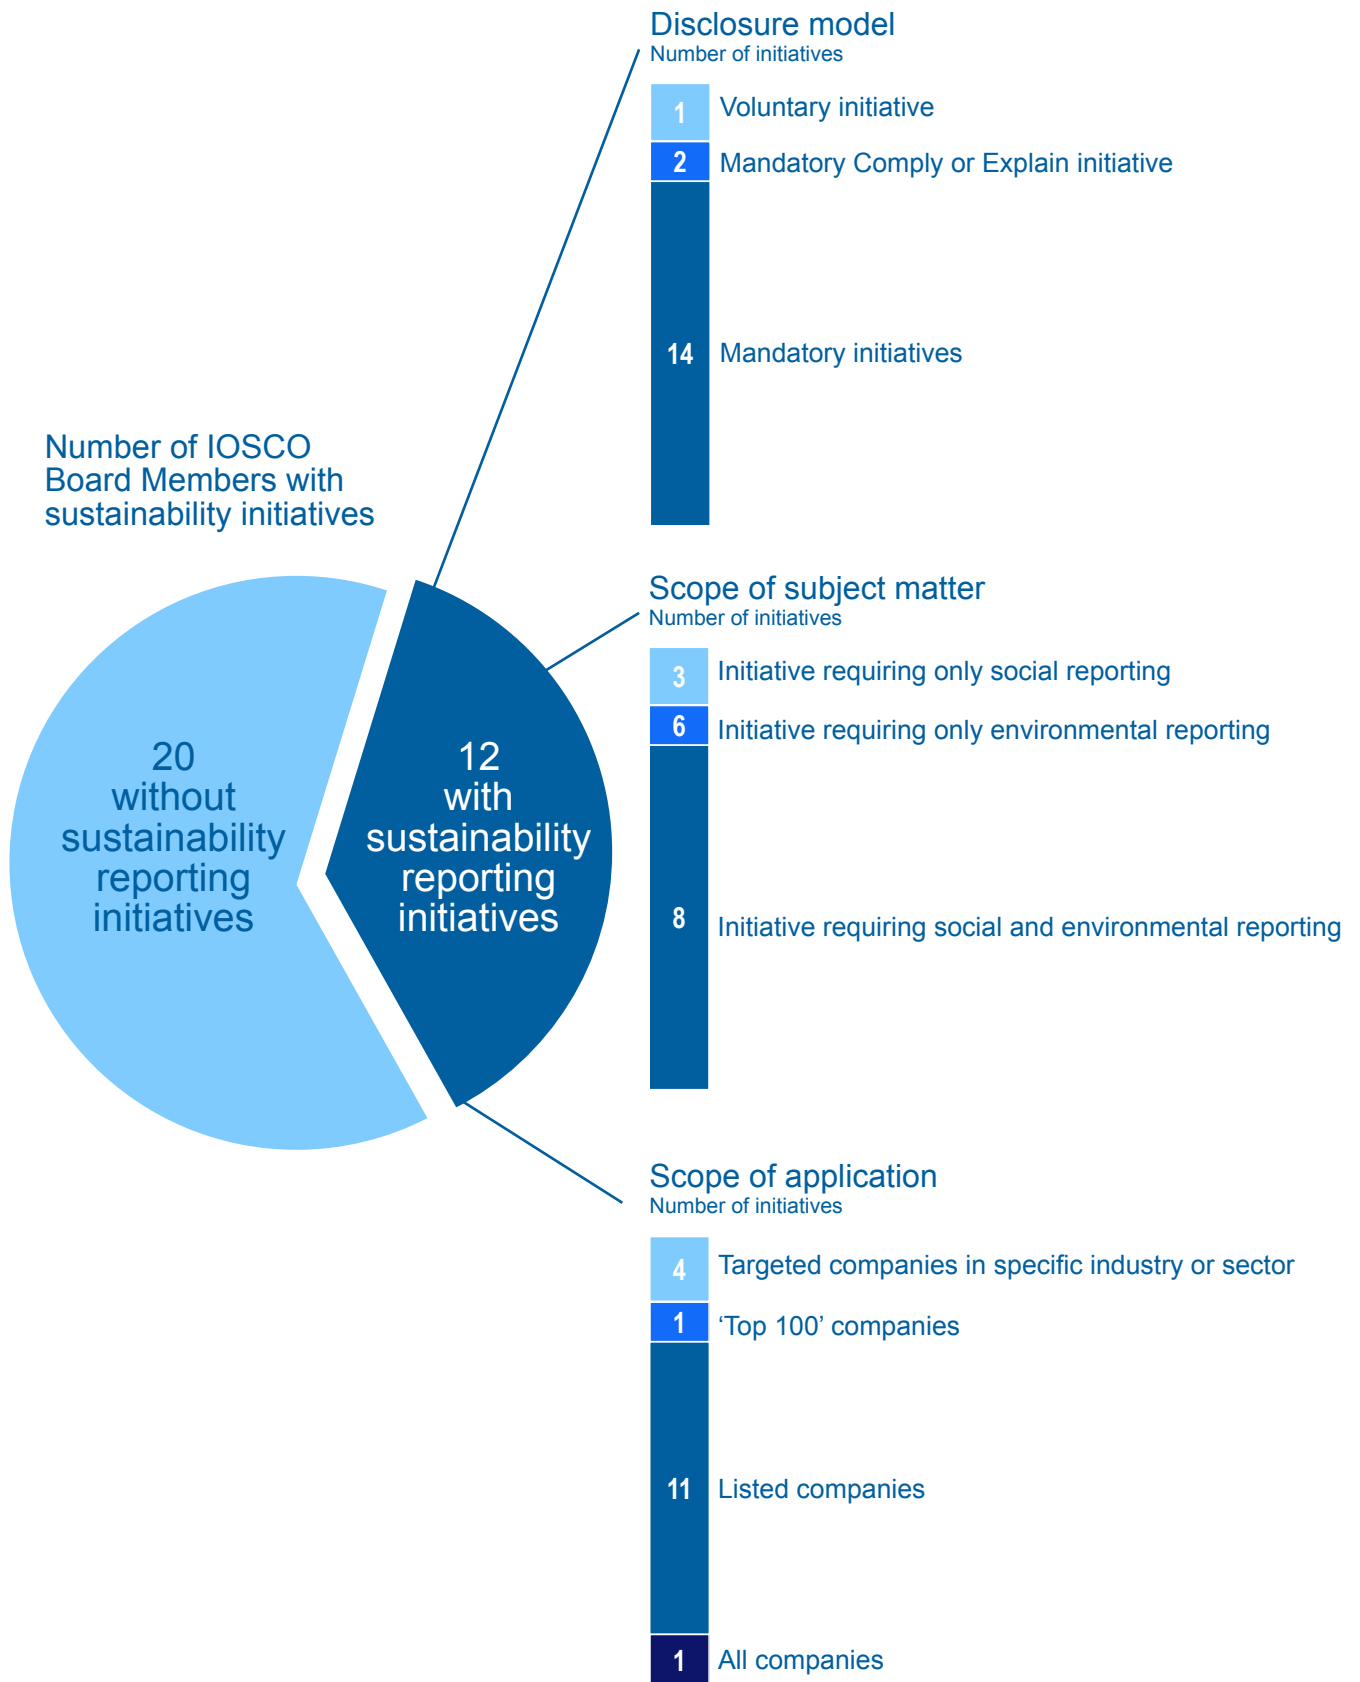 Disclosure model
Number of initiatives
1
Voluntary initiative
2
Mandatory Comply or Explain initiative
14
Mandatory initiatives
Number of IOSCO
Board Members with
sustainability initiatives
20
without
sustainability
reporting
initiatives
12
with
sustainability
reporting
initiatives
Scope of subject matter
Number of initiatives
3
Initiative requiring only social reporting
6
Initiative requiring only environmental reporting
8
Initiative requiring social and environmental reporting
Scope of application
Number of initiatives
4
Targeted companies in specific industry or sector
1
‘Top 100’ companies
11
Listed companies
1
All companies